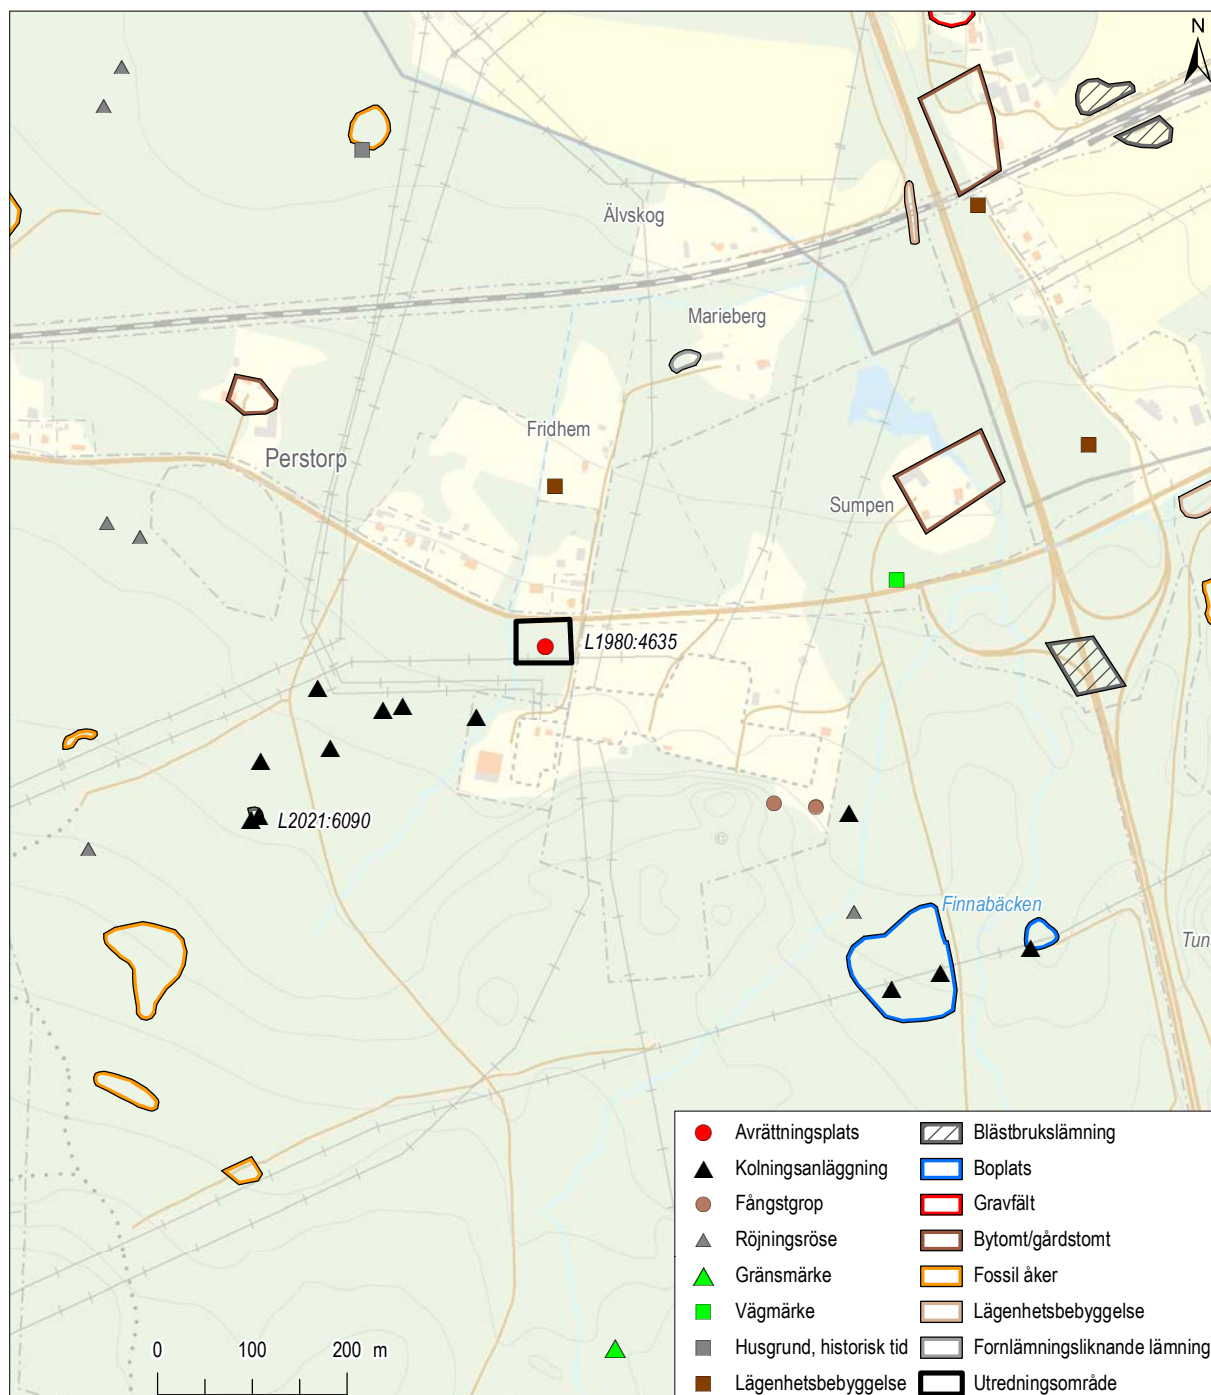 N
Älvskog
Marieberg
Fridhem
Perstorp
Sumpen
L1980:4635
L2021:6090
Finnabäcken
Tun
Avrättningsplats
Kolningsanläggning
Fångstgrop
Röjningsröse
Gränsmärke
Vägmärke
Husgrund, historisk tid
Lägenhetsbebyggelse
Blästbrukslämning
Boplats
Gravfält
Bytomt/gårdstomt
Fossil åker
Lägenhetsbebyggelse
Fornlämningsliknande lämning
Utredningsområde
0 100 200 m